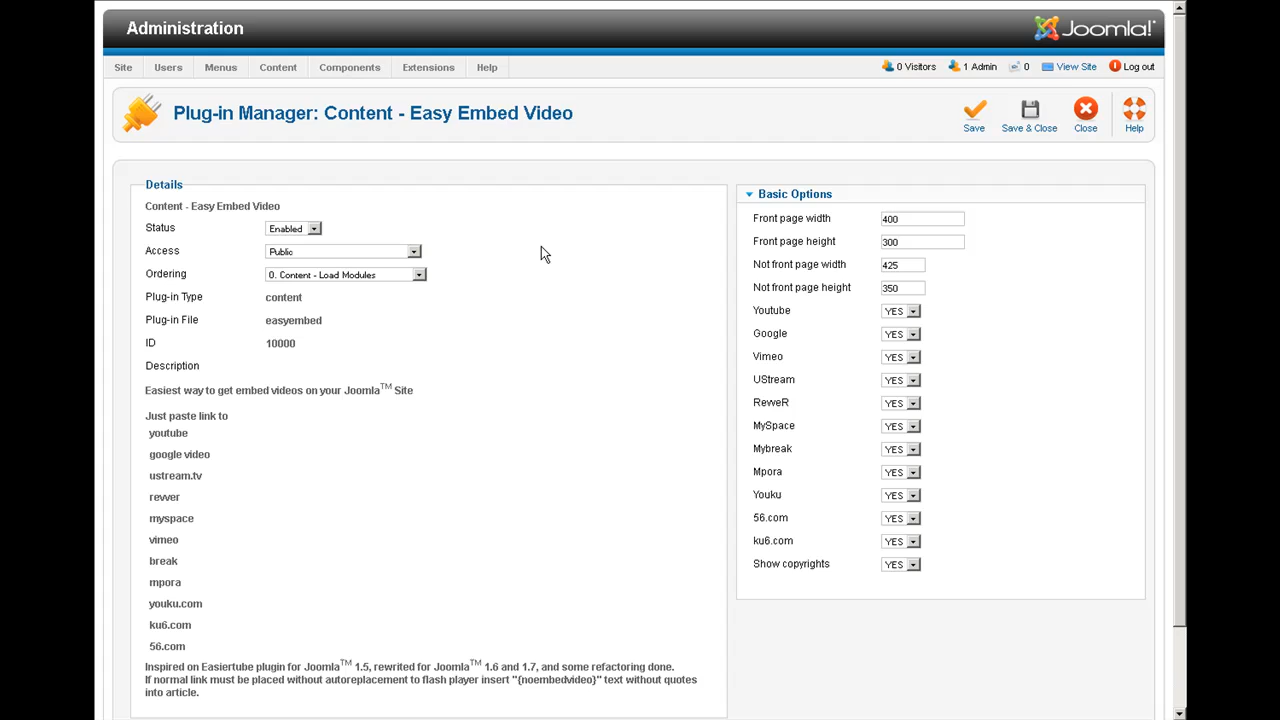 Administration
Joomla!
Site Users Menus Content Components Extensions Help
0 Visitors 1 Admin 0 View Site Log out
Plug-in Manager: Content - Easy Embed Video
Save Save & Close Close Help
Details
Content - Easy Embed Video
Status Enabled
Access Public
Ordering 0. Content - Load Modules
Plug-in Type content
Plug-in File easyembed
ID 10000
Description
Easiest way to get embed videos on your Joomla™ Site
Just paste link to
youtube
google video
ustream.tv
revver
myspace
vimeo
break
mpora
youku.com
ku6.com
56.com
Inspired on Easiertube plugin for Joomla™ 1.5, rewrited for Joomla™ 1.6 and 1.7, and some refactoring done.
If normal link must be placed without autoreplacement to flash player insert "{noembedvideo}" text without quotes
into article.
Basic Options
Front page width 400
Front page height 300
Not front page width 425
Not front page height 350
Youtube YES
Google YES
Vimeo YES
UStream YES
RevveR YES
MySpace YES
Mybreak YES
Mpora YES
Youku YES
56.com YES
ku6.com YES
Show copyrights YES